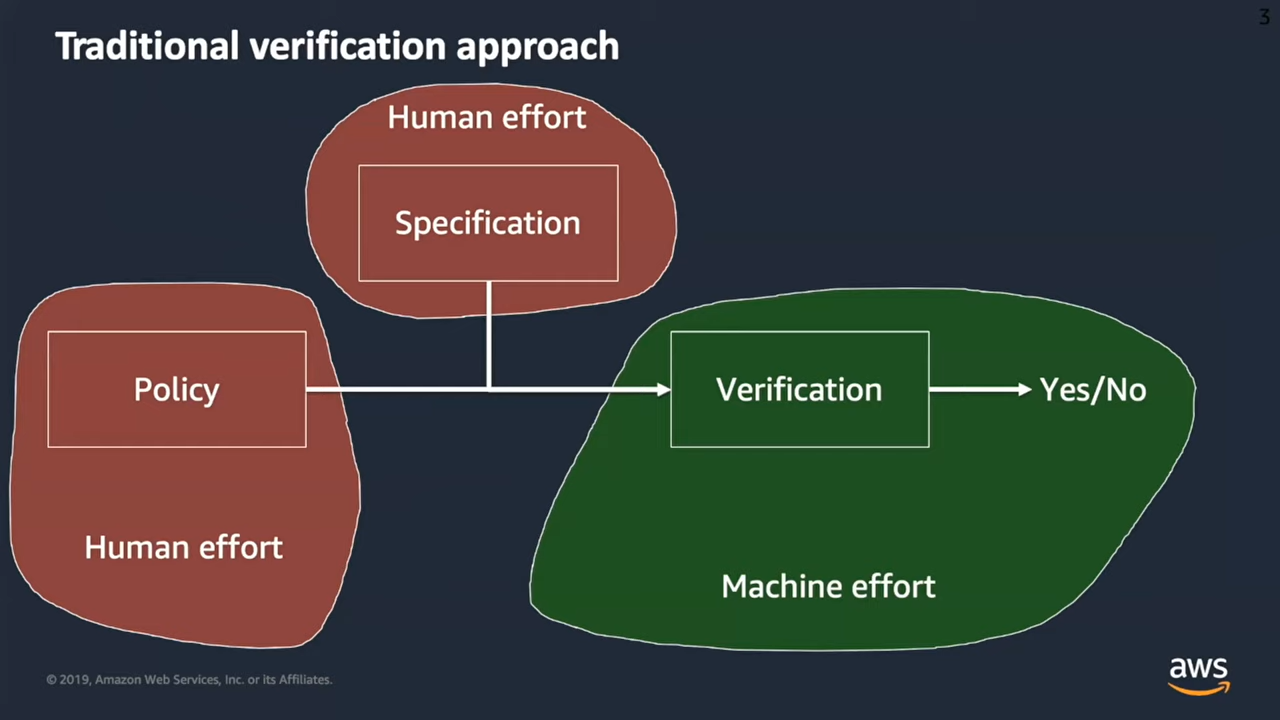 3
Traditional verification approach
Human effort
Specification
Policy
Verification
Yes/No
Human effort
Machine effort
© 2019, Amazon Web Services, Inc. or its Affiliates.
aws